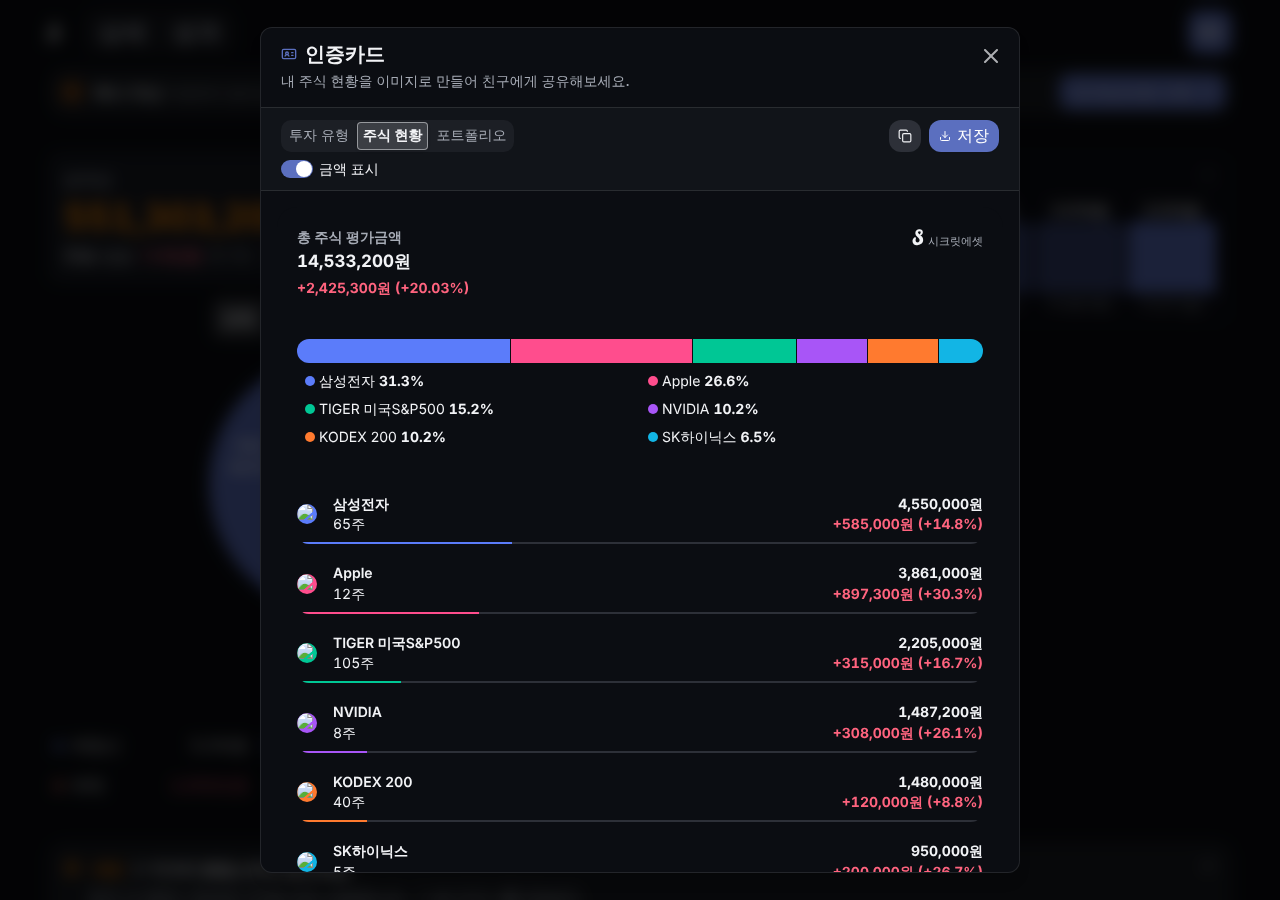 인증카드
내 주식 현황을 이미지로 만들어 친구에게 공유해보세요.
투자 유형 주식 현황 포트폴리오
저장
금액 표시
총 주식 평가금액
시크릿에셋
14,533,200원
+2,425,300원 (+20.03%)
삼성전자 31.3%
Apple 26.6%
TIGER 미국S&P500 15.2%
NVIDIA 10.2%
KODEX 200 10.2%
SK하이닉스 6.5%
삼성전자 4,550,000원
65주 +585,000원 (+14.8%)
Apple 3,861,000원
12주 +897,300원 (+30.3%)
TIGER 미국S&P500 2,205,000원
105주 +315,000원 (+16.7%)
NVIDIA 1,487,200원
8주 +308,000원 (+26.1%)
KODEX 200 1,480,000원
40주 +120,000원 (+8.8%)
SK하이닉스 950,000원
5주 +200,000원 (+26.7%)